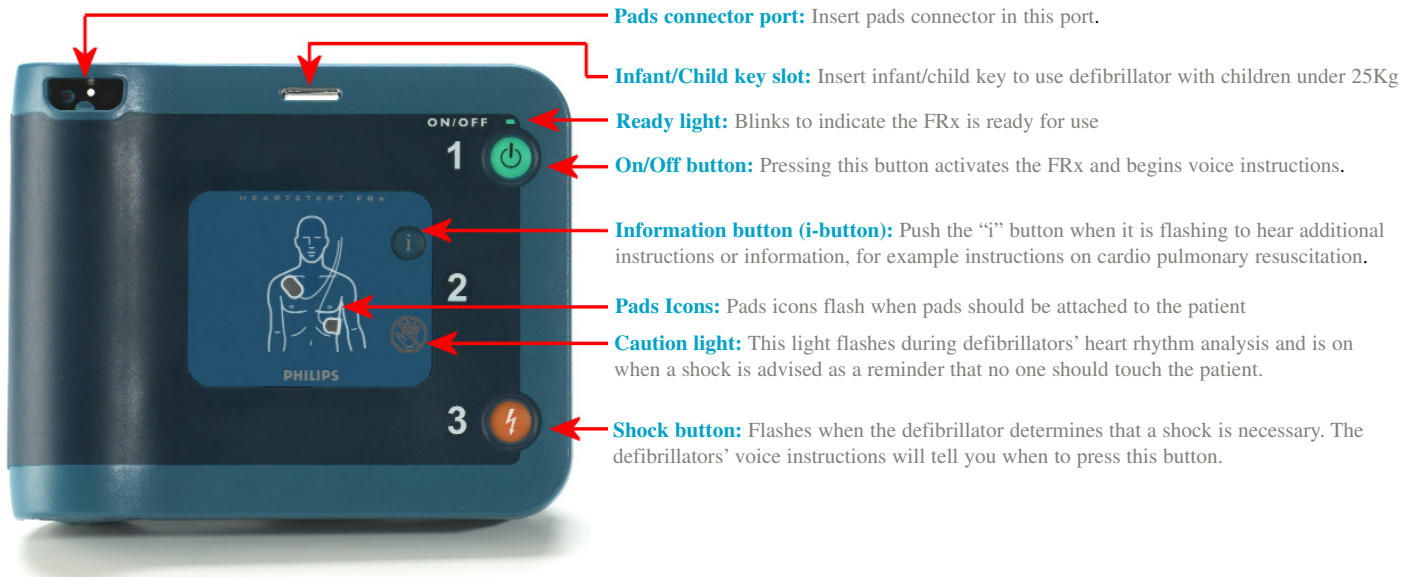 Pads connector port: Insert pads connector in this port.
Infant/Child key slot: Insert infant/child key to use defibrillator with children under 25Kg
Ready light: Blinks to indicate the FRx is ready for use
ON/OFF
1
On/Off button: Pressing this button activates the FRx and begins voice instructions.
HEARTSTART FRx
i
Information button (i-button): Push the “i” button when it is flashing to hear additional
instructions or information, for example instructions on cardio pulmonary resuscitation.
2
Pads Icons: Pads icons flash when pads should be attached to the patient
Caution light: This light flashes during defibrillators’ heart rhythm analysis and is on
when a shock is advised as a reminder that no one should touch the patient.
PHILIPS
3
Shock button: Flashes when the defibrillator determines that a shock is necessary. The
defibrillators’ voice instructions will tell you when to press this button.